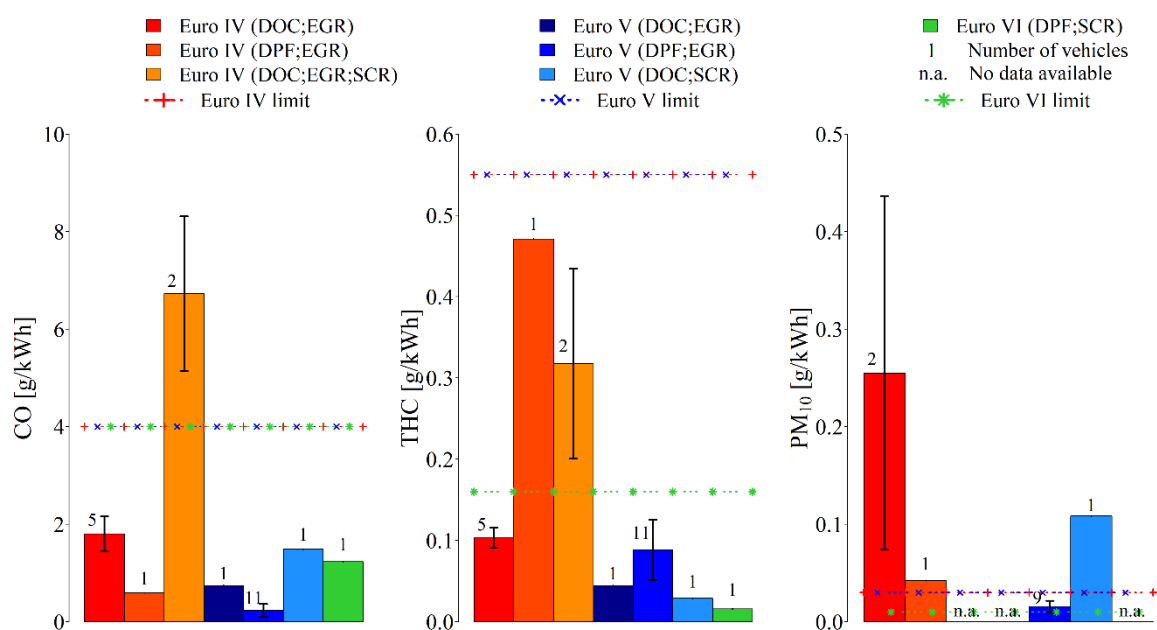 Euro IV (DOC;EGR)
Euro IV (DPF;EGR)
Euro IV (DOC;EGR;SCR)
Euro IV limit
Euro V (DOC;EGR)
Euro V (DPF;EGR)
Euro V (DOC;SCR)
Euro V limit
Euro VI (DPF;SCR)
1 Number of vehicles
n.a. No data available
Euro VI limit
CO [g/kWh]
10
8
6
4
2
0
5
1
2
1
11
1
1
THC [g/kWh]
0.6
0.5
0.4
0.3
0.2
0.1
0.0
5
1
2
1
11
1
1
PM10 [g/kWh]
0.5
0.4
0.3
0.2
0.1
0.0
2
1
n.a.
n.a.
9
1
n.a.